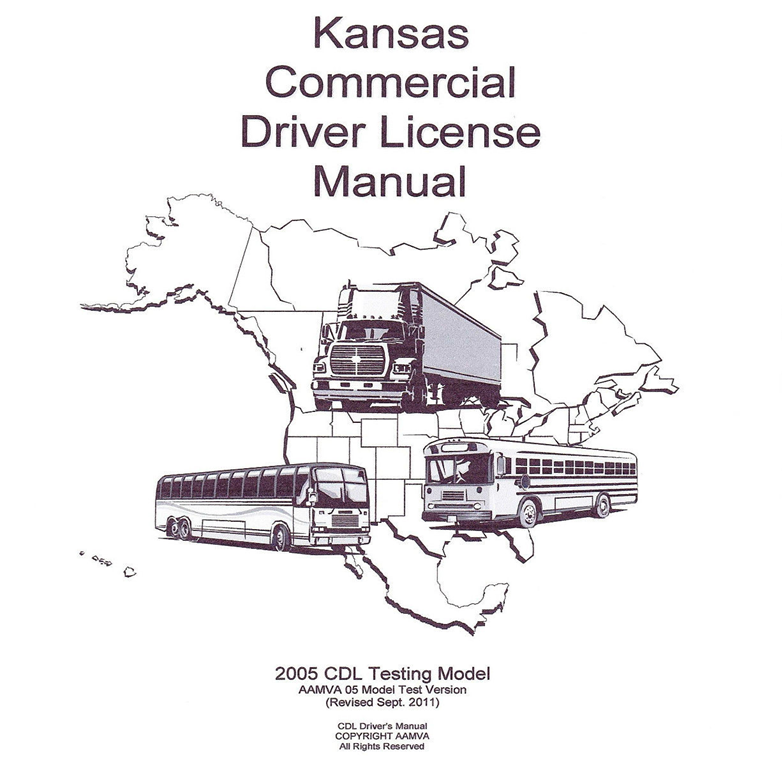 Kansas
Commercial
Driver License
Manual
2005 CDL Testing Model
AAMVA 05 Model Test Version
(Revised Sept. 2011)
CDL Driver's Manual
COPYRIGHT AAMVA
All Rights Reserved